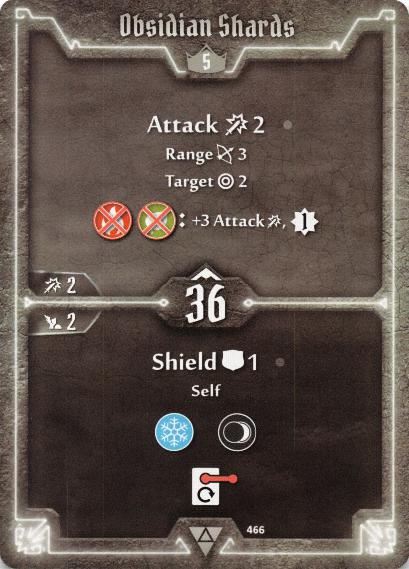 Obsidian Shards
5
Attack 2
Range 3
Target 2
: +3 Attack , 1
2
36
2
Shield 1
Self
466